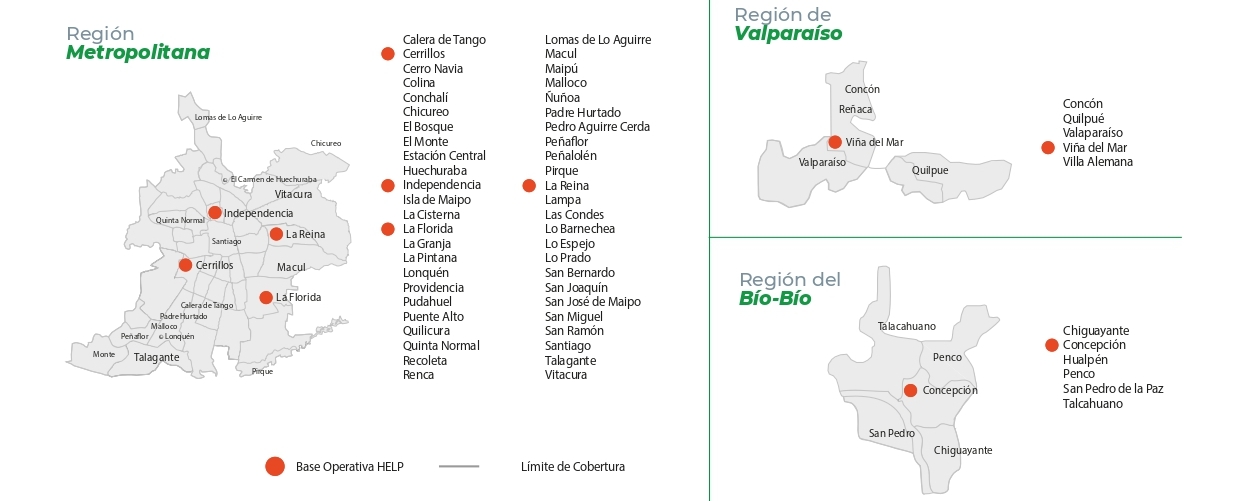 Región
Metropolitana
Lomas de Lo Aguirre
Chicureo
El Carmen de Huechuraba
Vitacura
Independencia
Quinta Normal
La Reina
Santiago
Cerrillos
Macul
La Florida
Calera de Tango
Padre Hurtado
Malloco
Peñaflor
Lonquén
Monte
Talagante
Pirque
Calera de Tango
Cerrillos
Cerro Navia
Colina
Conchalí
Chicureo
El Bosque
El Monte
Estación Central
Huechuraba
Independencia
Isla de Maipo
La Cisterna
La Florida
La Granja
La Pintana
Lonquén
Providencia
Pudahuel
Puente Alto
Quilicura
Quinta Normal
Recoleta
Renca
Lomas de Lo Aguirre
Macul
Maipú
Malloco
Ñuñoa
Padre Hurtado
Pedro Aguirre Cerda
Peñaflor
Peñalolén
Pirque
La Reina
Lampa
Las Condes
Lo Barnechea
Lo Espejo
Lo Prado
San Bernardo
San Joaquín
San José de Maipo
San Miguel
San Ramón
Santiago
Talagante
Vitacura
Base Operativa HELP
Límite de Cobertura
Región de
Valparaíso
Concón
Reñaca
Viña del Mar
Valparaíso
Quilpue
Concón
Quilpué
Valaparaíso
Viña del Mar
Villa Alemana
Región del
Bío-Bío
Talacahuano
Penco
Concepción
San Pedro
Chiguayante
Chiguayante
Concepción
Hualpén
Penco
San Pedro de la Paz
Talcahuano